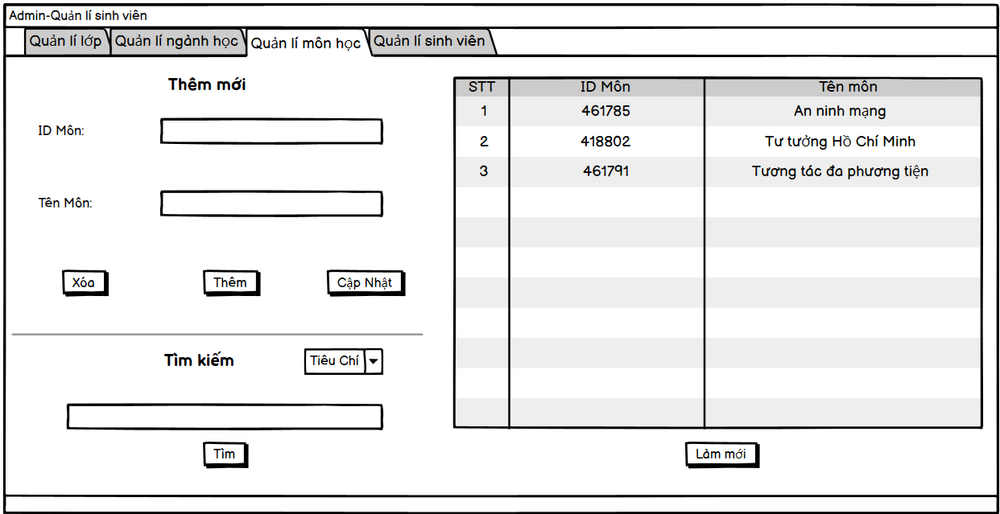 Admin-Quản lí sinh viên
Quản lí lớp Quản lí ngành học Quản lí môn học Quản lí sinh viên
Thêm mới
ID Môn:
Tên Môn:
Xóa Thêm Cập Nhật
Tìm kiếm Tiêu Chí
Tìm
STT ID Môn Tên môn
1 461785 An ninh mạng
2 418802 Tư tưởng Hồ Chí Minh
3 461791 Tương tác đa phương tiện
Làm mới